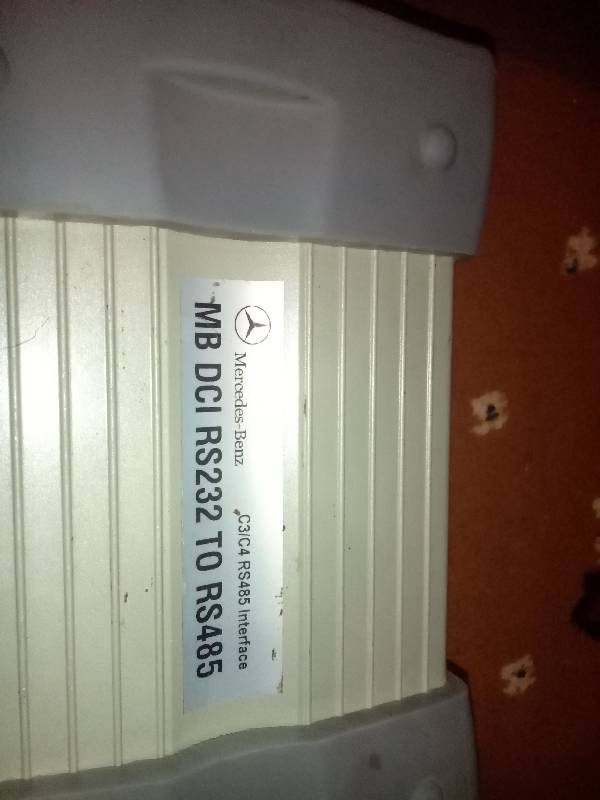 Mercedes-Benz C3/C4 RS485 Interface
MB DCI RS232 TO RS485